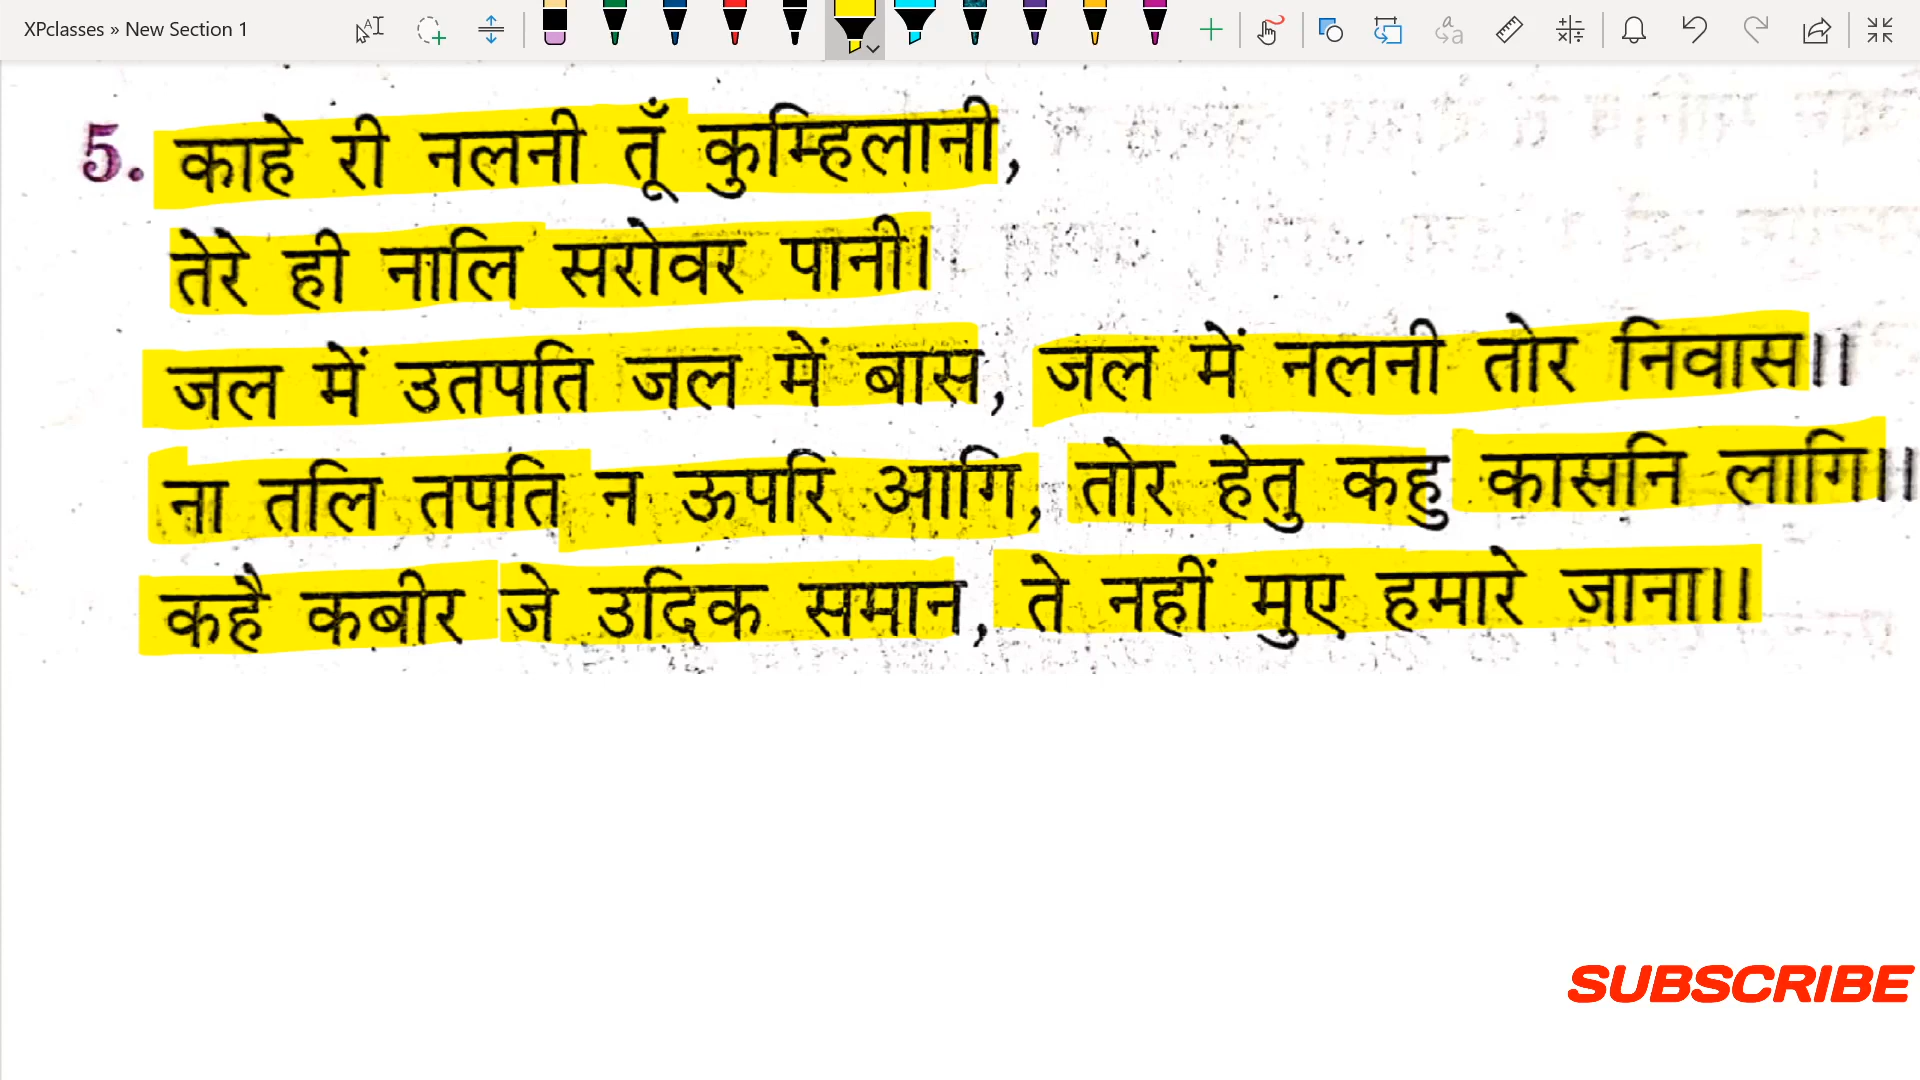 XPclasses » New Section 1
5. काहे री नलनी तूँ कुम्हिलानी,
तेरे ही नालि सरोवर पानी।
जल में उतपति जल में बास, जल में नलनी तोर निवास।।
ना तलि तपति न ऊपरि आगि, तोर हेतु कहु कासनि लागि।।
कहै कबीर जे उदिक समान, ते नहीं मुए हमारे जाना।।
SUBSCRIBE